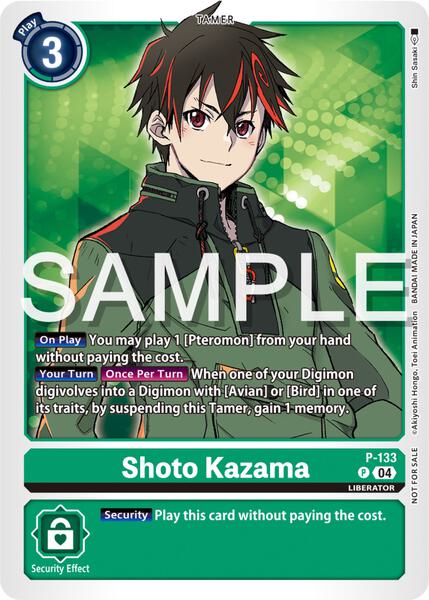 TAMER
Play
3
Shin Sasaki
SAMPLE
On Play You may play 1 [Pteromon] from your hand
without paying the cost.
Your Turn Once Per Turn When one of your Digimon
digivolves into a Digimon with [Avian] or [Bird] in one of
its traits, by suspending this Tamer, gain 1 memory.
©Akiyoshi Hongo, Toei Animation BANDAI MADE IN JAPAN
NOT FOR SALE
P-133
Shoto Kazama
P 04
LIBERATOR
Security Play this card without paying the cost.
Security Effect